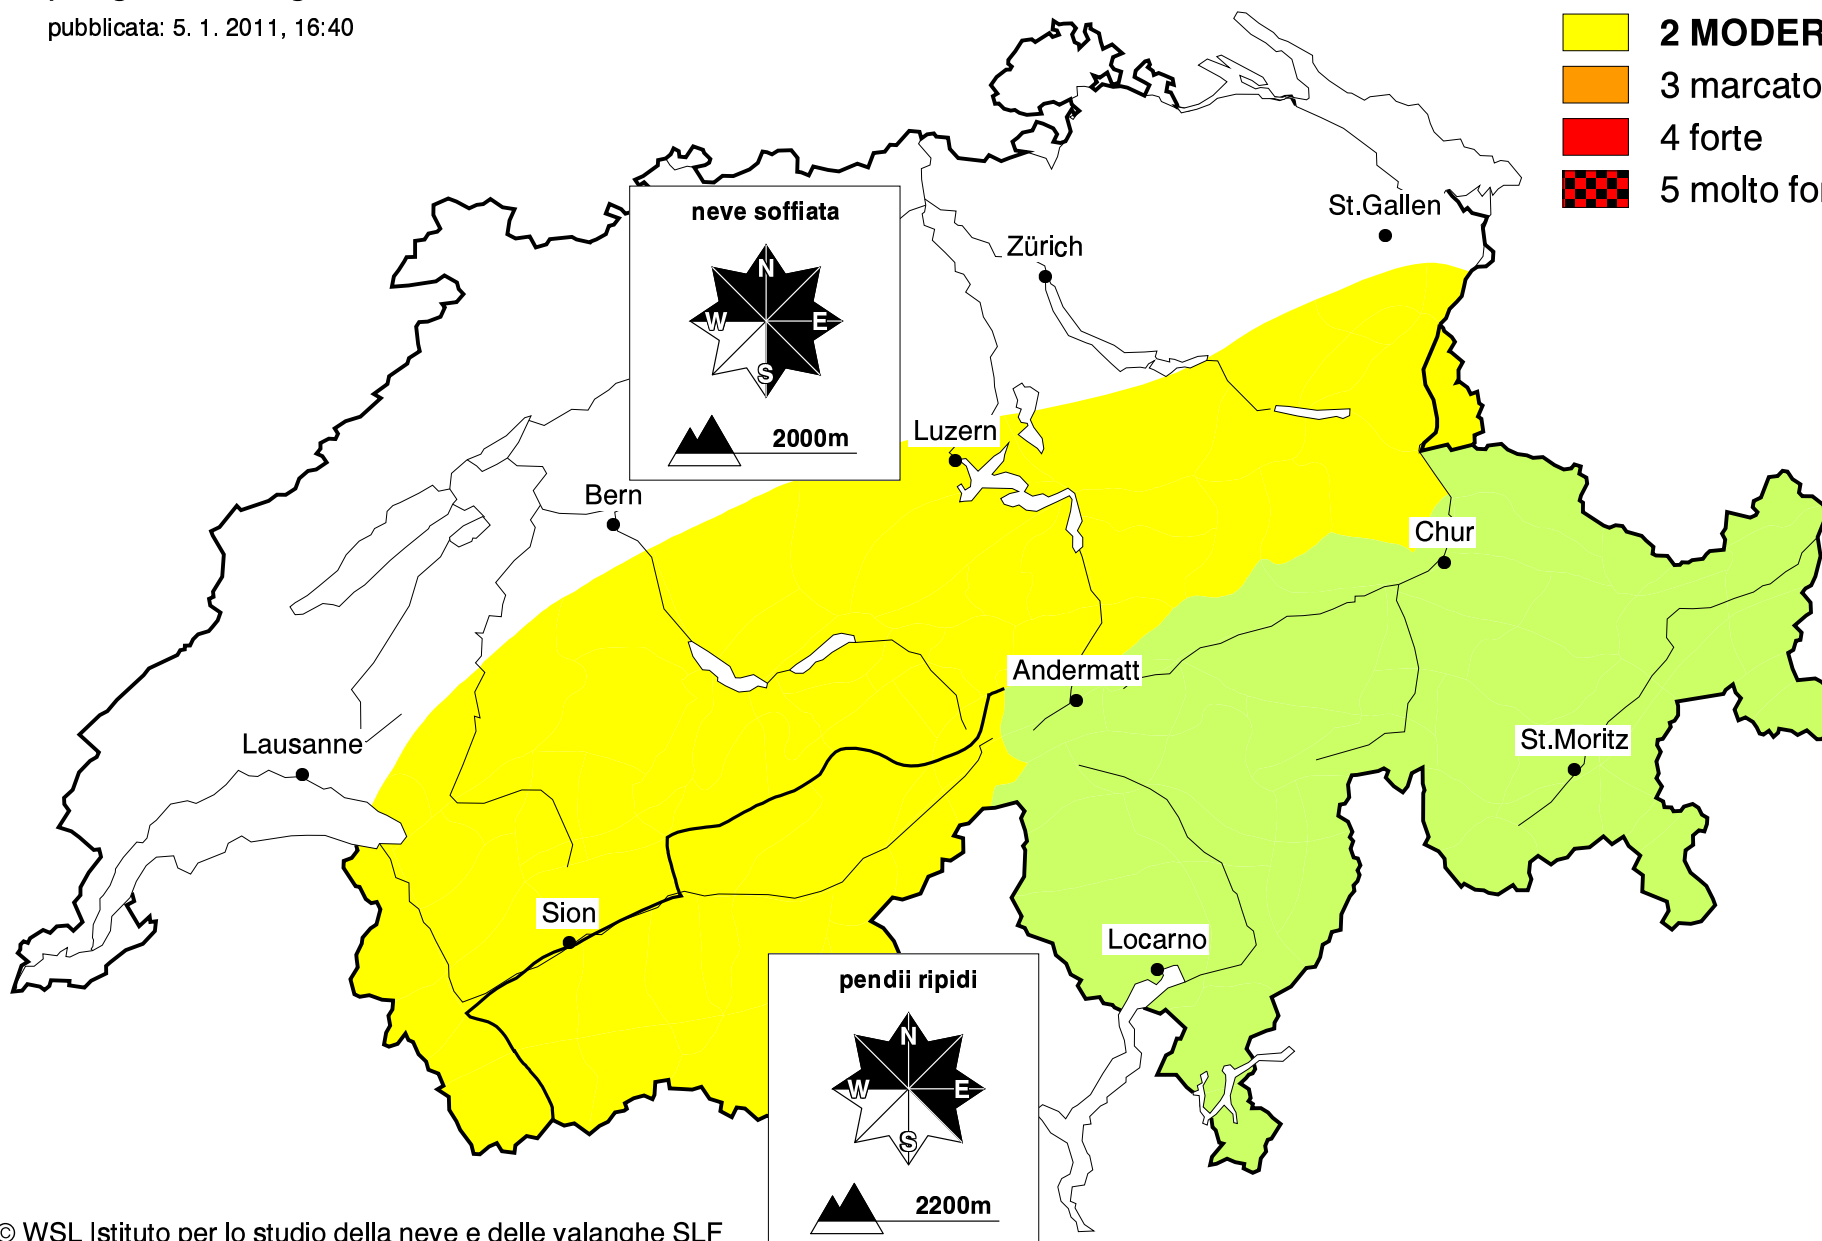 pubblicata: 5. 1. 2011, 16:40
2 MODER
3 marcato
4 forte
5 molto for
neve soffiata
N
W E
S
2000m
St.Gallen
Zürich
Luzern
Bern
Chur
Andermatt
Lausanne
St.Moritz
Sion
Locarno
pendii ripidi
N
W E
S
2200m
© WSL Istituto per lo studio della neve e delle valanghe SLF